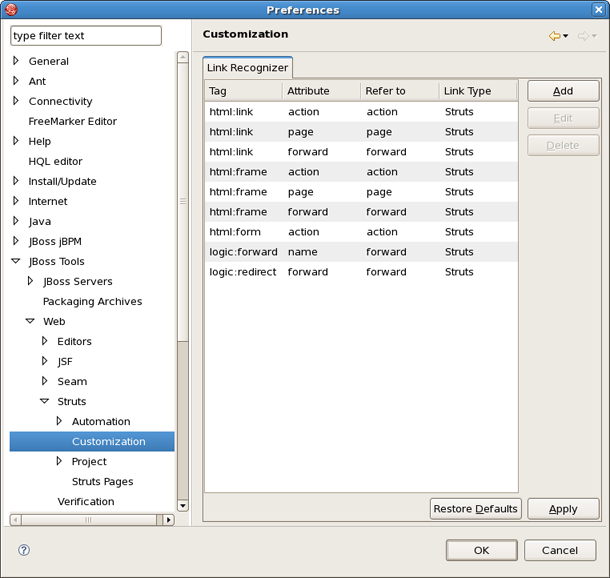 Preferences
type filter text
General
Ant
Connectivity
FreeMarker Editor
Help
HQL editor
Install/Update
Internet
Java
JBoss jBPM
JBoss Tools
JBoss Servers
Packaging Archives
Web
Editors
JSF
Seam
Struts
Automation
Customization
Project
Struts Pages
Verification
Customization
Link Recognizer
Tag Attribute Refer to Link Type
html:link action action Struts
html:link page page Struts
html:link forward forward Struts
html:frame action action Struts
html:frame page page Struts
html:frame forward forward Struts
html:form action action Struts
logic:forward name forward Struts
logic:redirect forward forward Struts
Add
Edit
Delete
Restore Defaults Apply
OK Cancel